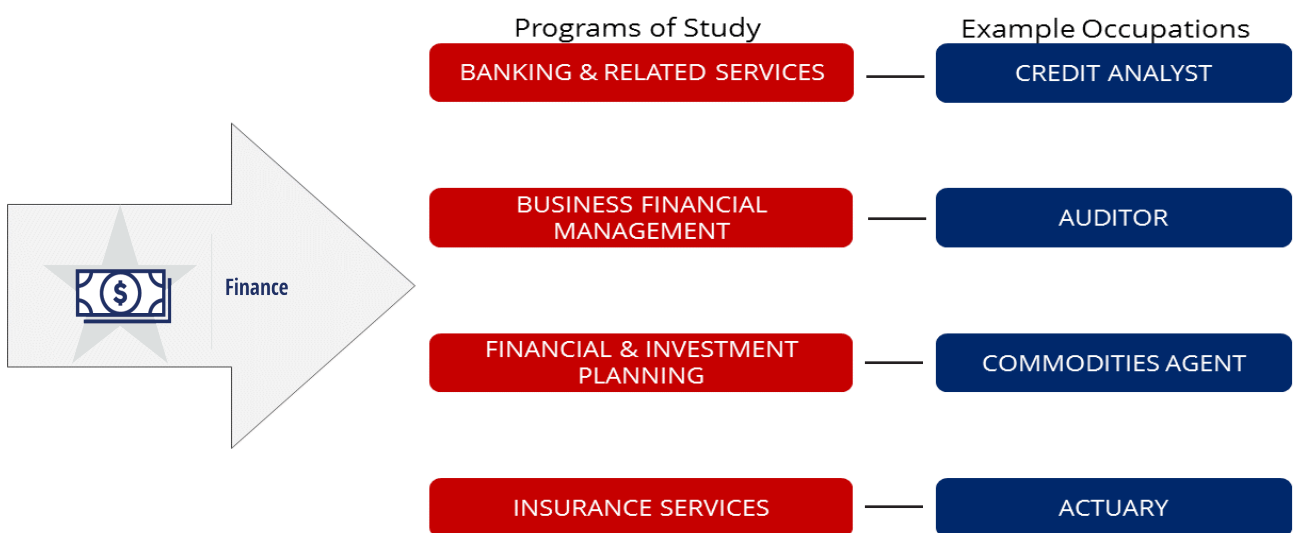 Programs of Study
Example Occupations
BANKING & RELATED SERVICES
CREDIT ANALYST
BUSINESS FINANCIAL
MANAGEMENT
AUDITOR
$
Finance
FINANCIAL & INVESTMENT
PLANNING
COMMODITIES AGENT
INSURANCE SERVICES
ACTUARY